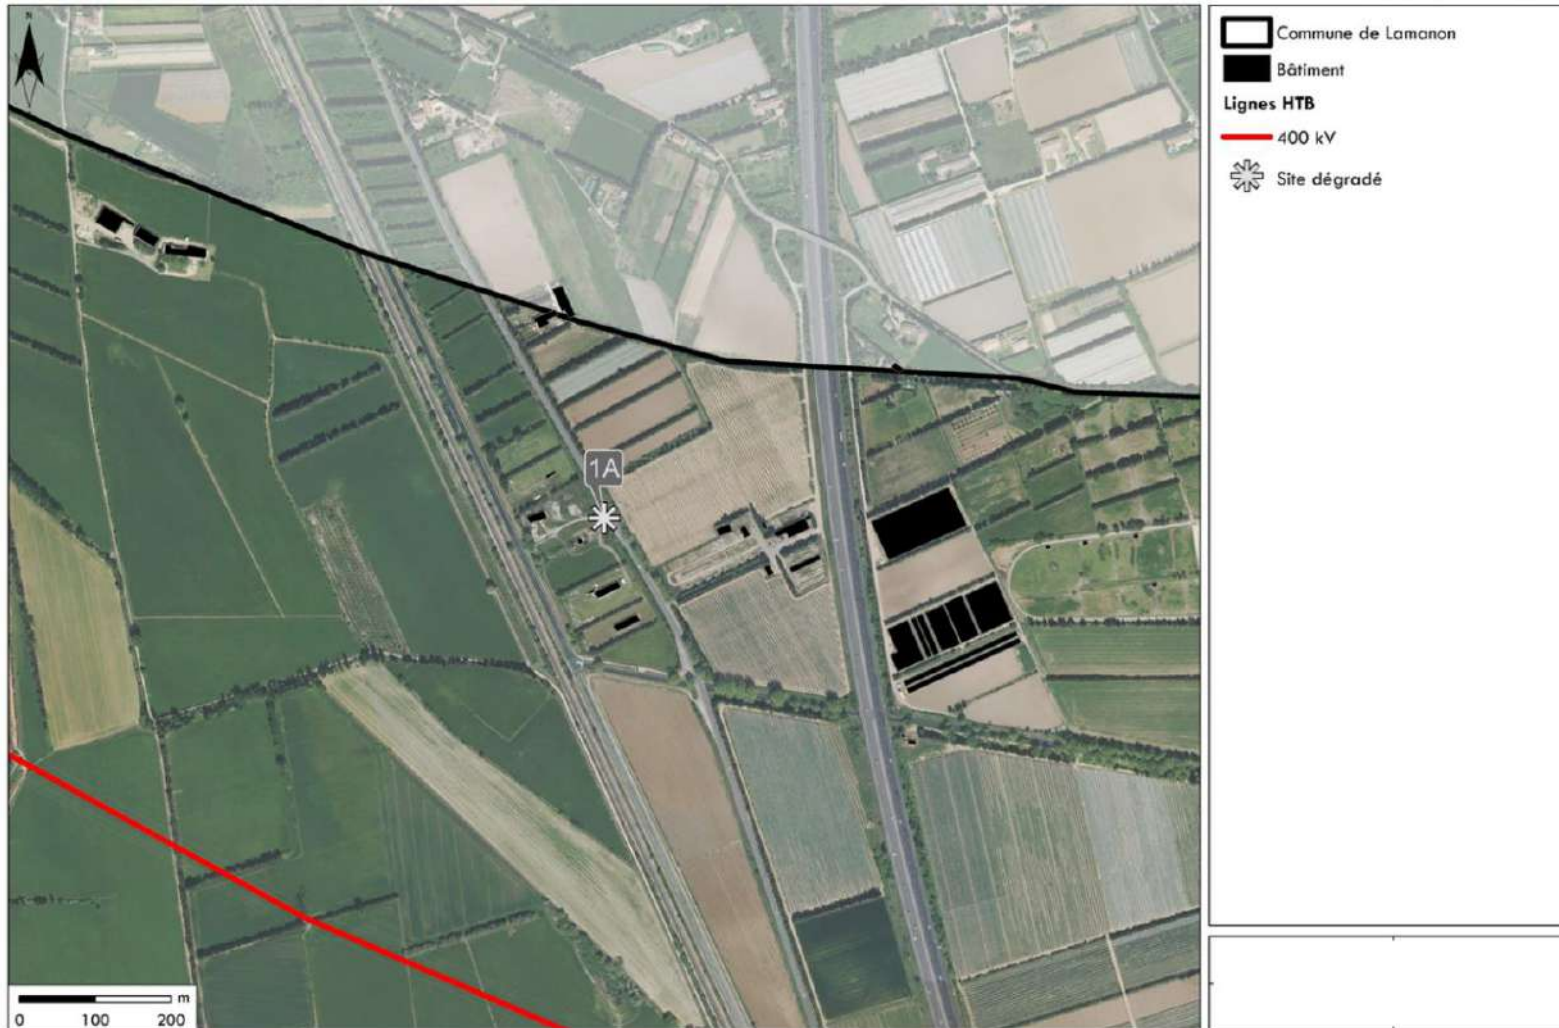 N
Commune de Lamanon
Bâtiment
Lignes HTB
400 kV
Site dégradé
1A
m
0 100 200